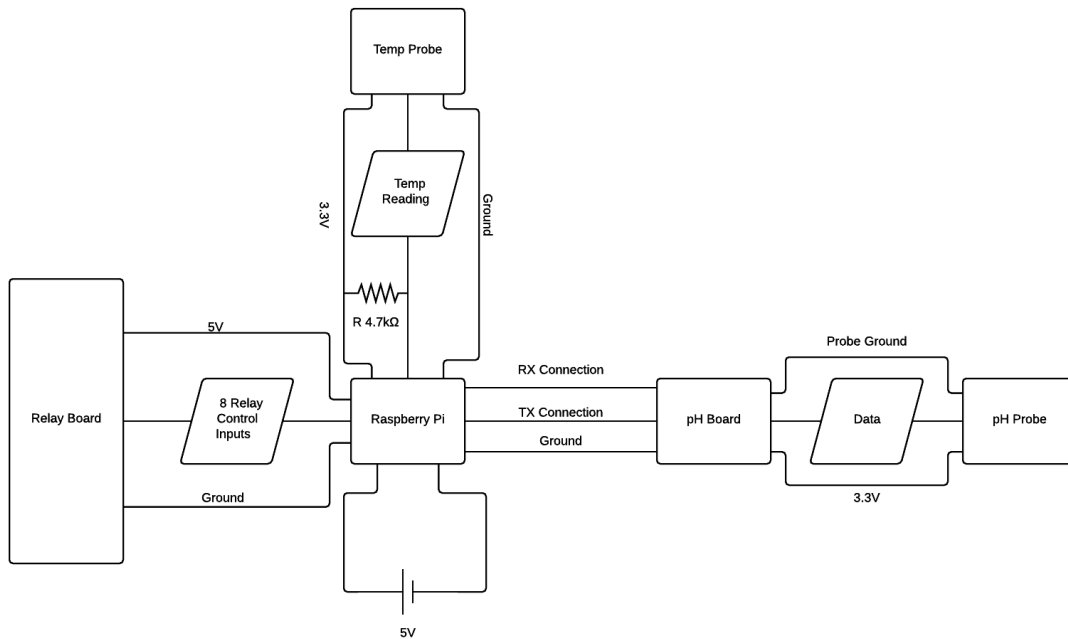 Temp Probe
Temp
Reading
3.3V
Ground
R 4.7kΩ
5V
Relay Board
8 Relay
Control
Inputs
Ground
Raspberry Pi
RX Connection
TX Connection
Ground
pH Board
Probe Ground
Data
pH Probe
3.3V
5V